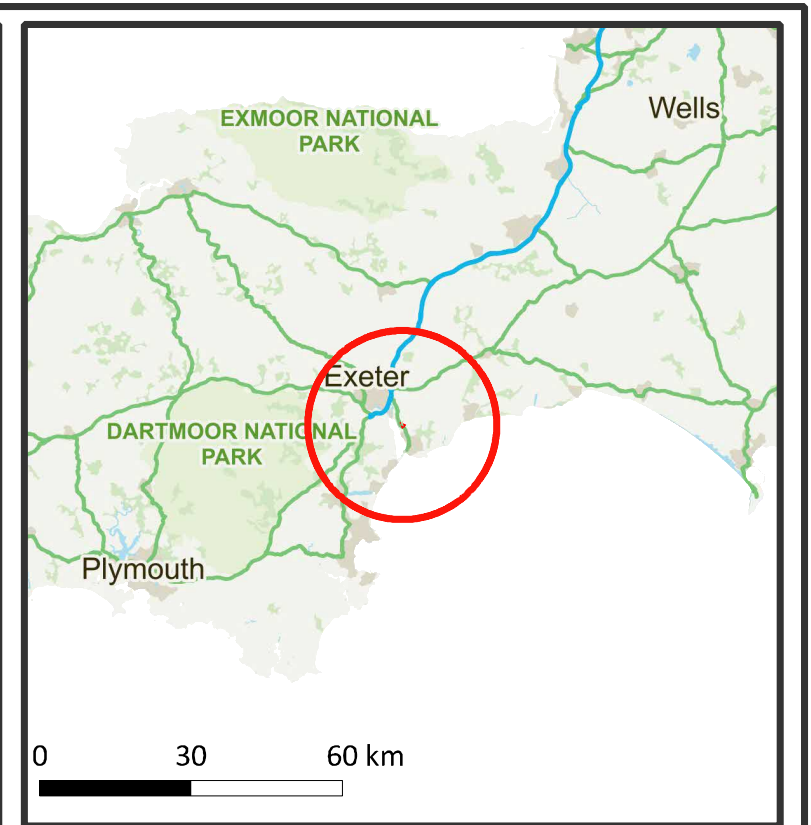 EXMOOR NATIONAL
PARK
Wells
Exeter
DARTMOOR NATIONAL
PARK
Plymouth
0 30 60 km